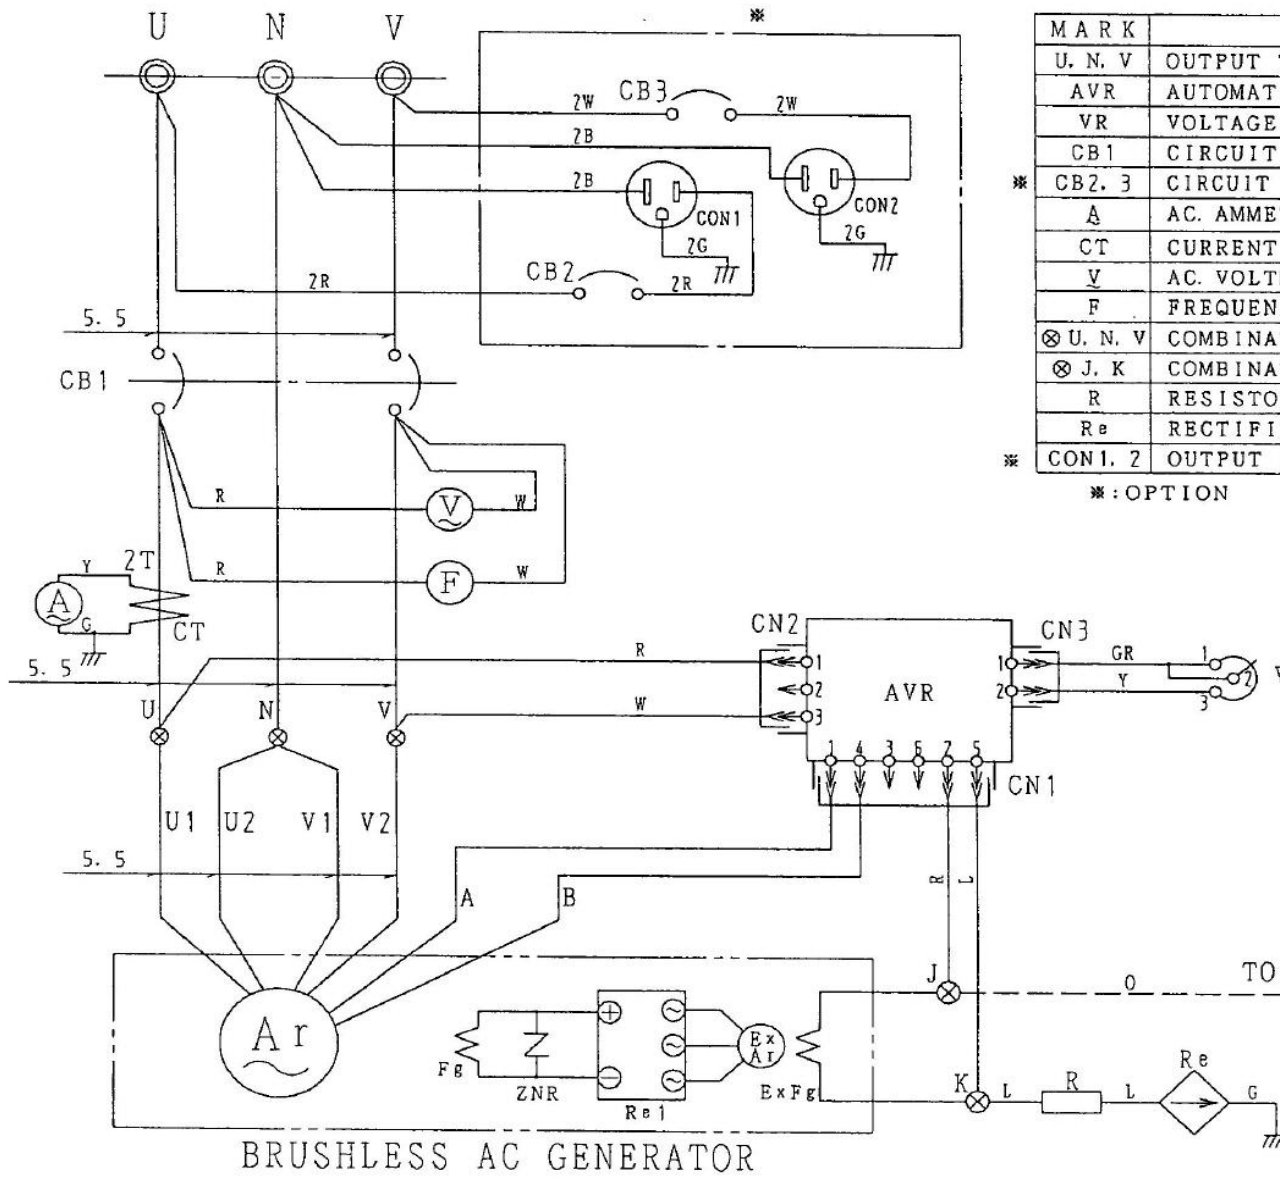 U N V ※
MARK
U. N. V OUTPUT
AVR AUTOMAT
VR VOLTAGE
CB1 CIRCUIT
※ CB2. 3 CIRCUIT
A AC. AMME
CT CURRENT
V AC. VOLT
F FREQUEN
⊗ U. N. V COMBINA
⊗ J. K COMBINA
R RESISTO
Re RECTIFI
※ CON1. 2 OUTPUT
※:OPTION
2W CB3 2W
2B
2B
CON1 CON2
2G 2G
CB2
2R 2R
5. 5
CB1
R V W
R F W
Y 2T
A
G CT
5. 5
CN2 CN3
R 1 1 GR 1
2 AVR 2 Y 2
W 3 3
U N V
1 4 3 6 2 5
CN1
U1 U2 V1 V2
5. 5
A B R L
J O TO
Ar
Fg ZNR Re1 Ex Ar ExFg
K L R L Re G
BRUSHLESS AC GENERATOR